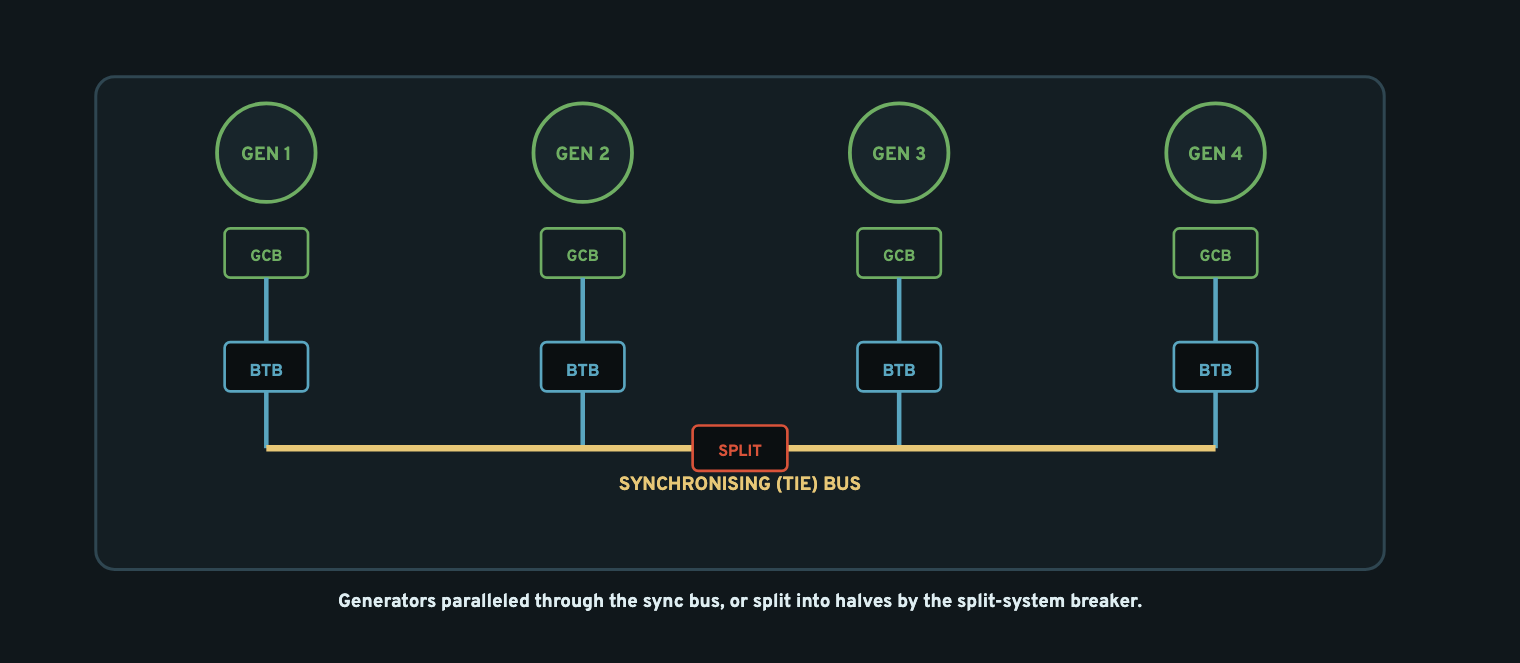 GEN 1
GEN 2
GEN 3
GEN 4
GCB
GCB
GCB
GCB
BTB
BTB
BTB
BTB
SPLIT
SYNCHRONISING (TIE) BUS
Generators paralleled through the sync bus, or split into halves by the split-system breaker.